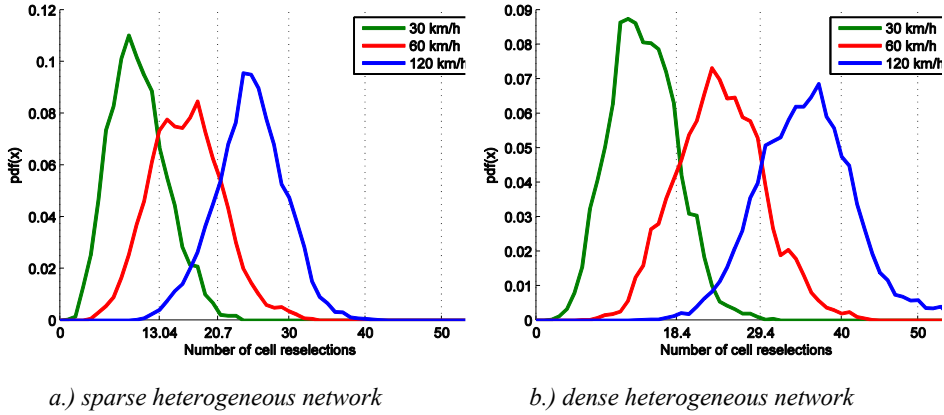 0.12
0.1
0.08
0.06
0.04
0.02
0
pdf(x)
30 km/h
60 km/h
120 km/h
0 13.04 20.7 30 40 50
Number of cell reselections
a.) sparse heterogeneous network
0.09
0.08
0.07
0.06
0.05
0.04
0.03
0.02
0.01
0
pdf(x)
30 km/h
60 km/h
120 km/h
0 18.4 29.4 40 50
Number of cell reselections
b.) dense heterogeneous network